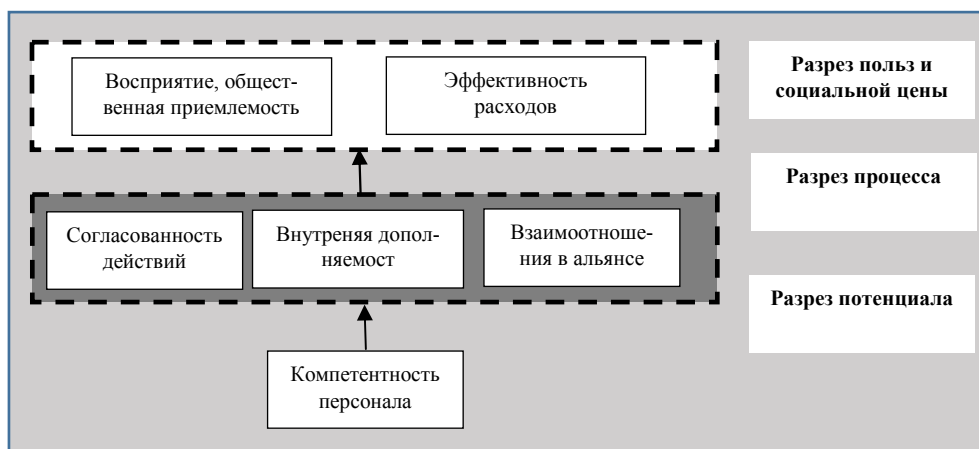 Восприятие, общест-
венная приемлемость
Эффективность
расходов
Разрез польз и
социальной цены
Согласованность
действий
Внутреняя допол-
няемост
Взаимоотноше-
ния в альянсе
Разрез процесса
Компетентность
персонала
Разрез потенциала